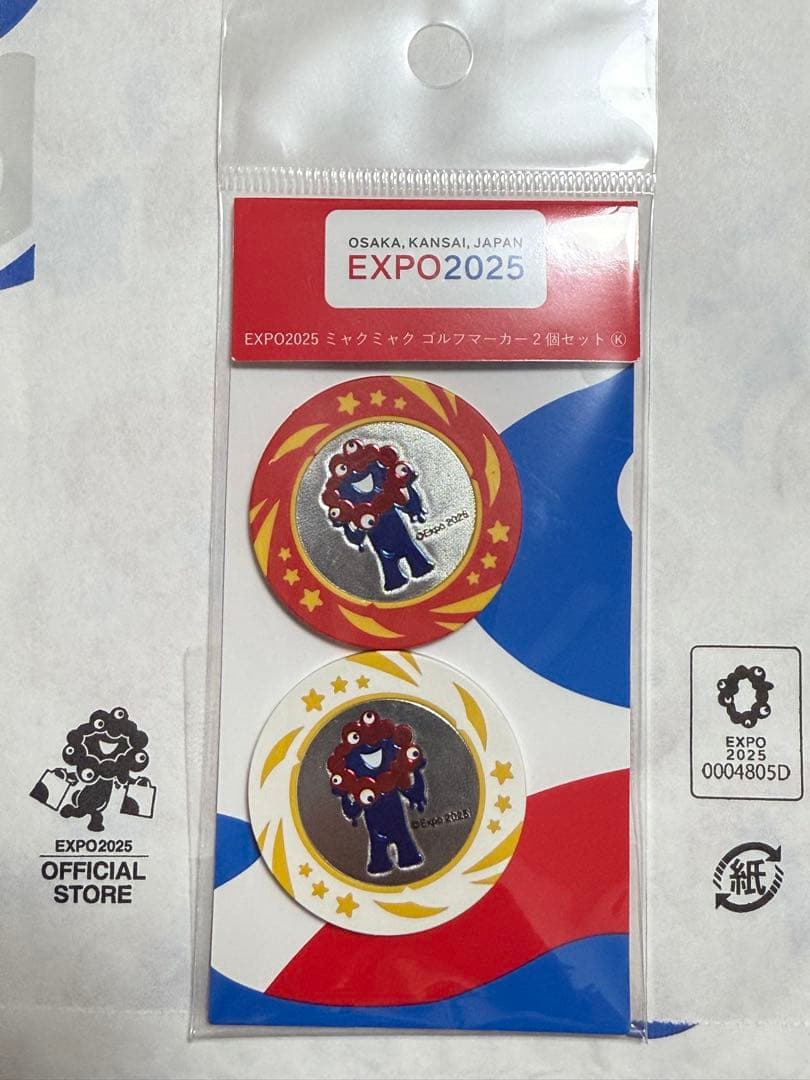 OSAKA, KANSAI, JAPAN
EXPO2025
EXPO2025 ミャクミャク ゴルフマーカー2個セット Ⓚ
©Expo 2025
©Expo 2025
EXPO2025
OFFICIAL
STORE
EXPO
2025
0004805D
紙